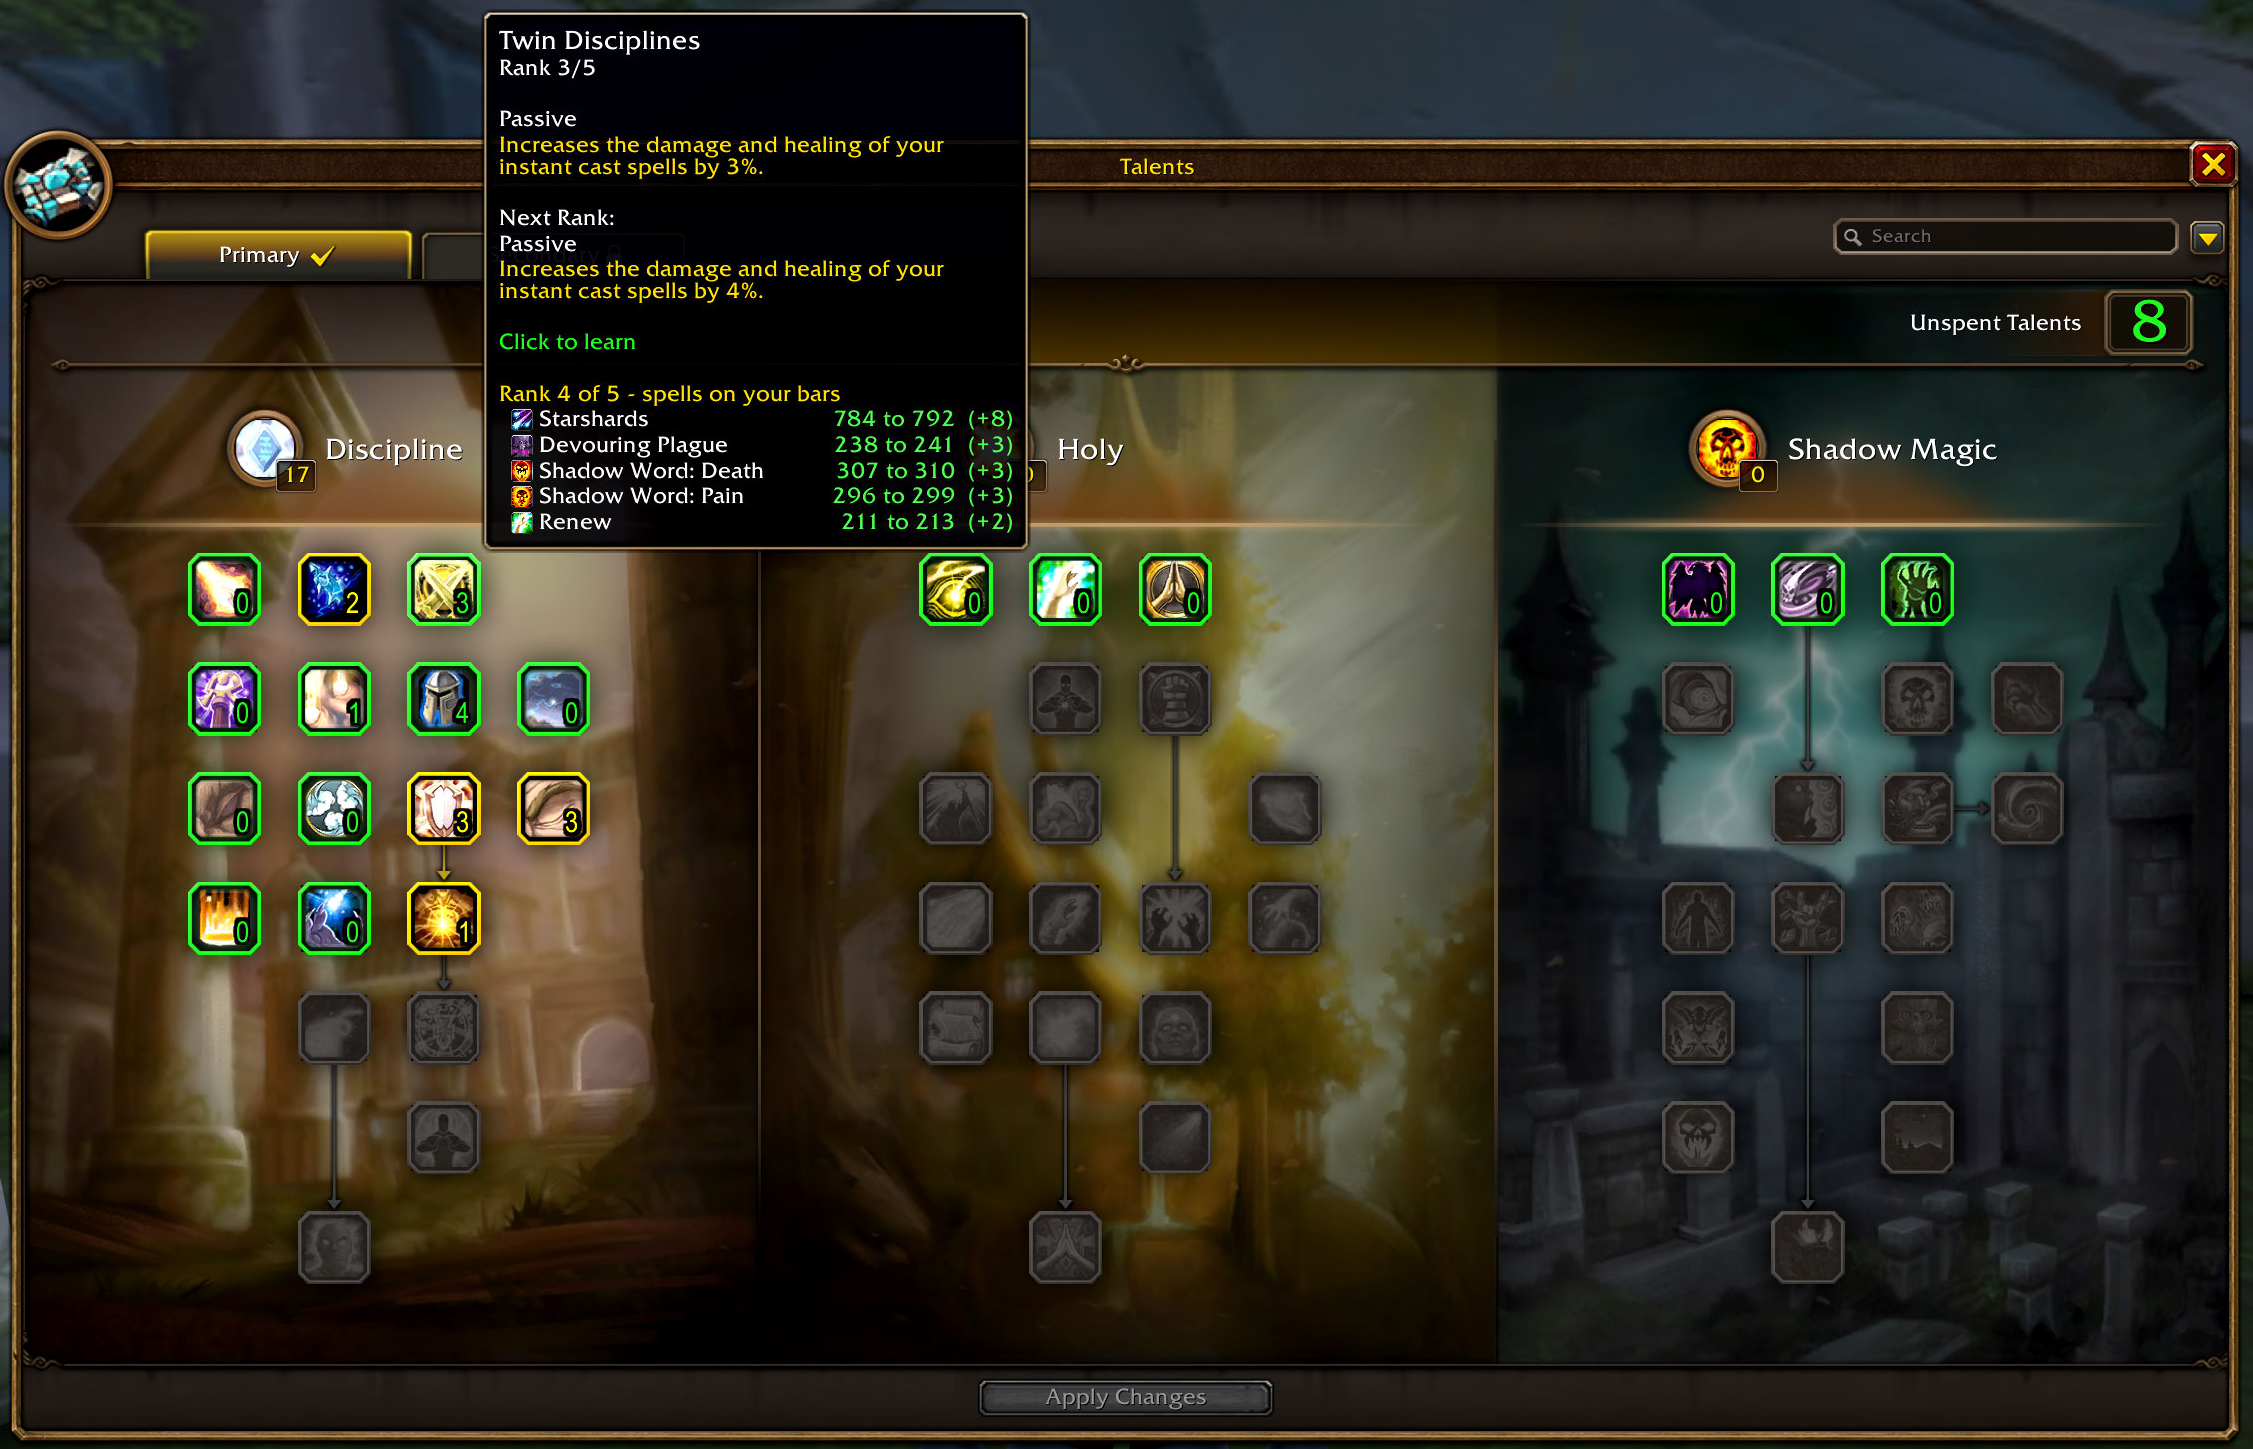 Twin Disciplines
Rank 3/5
Passive
Increases the damage and healing of your
instant cast spells by 3%.
Next Rank:
Passive
Increases the damage and healing of your
instant cast spells by 4%.
Click to learn
Rank 4 of 5 - spells on your bars
Starshards 784 to 792 (+8)
Devouring Plague 238 to 241 (+3)
Shadow Word: Death 307 to 310 (+3)
Shadow Word: Pain 296 to 299 (+3)
Renew 211 to 213 (+2)
Talents
Primary
Secondary
Search
Unspent Talents 8
Discipline 17
Holy
Shadow Magic 0
0 2 3
0 0 0
0 0 0
0 1 4 0
0 0 3 3
0 0 1
Apply Changes